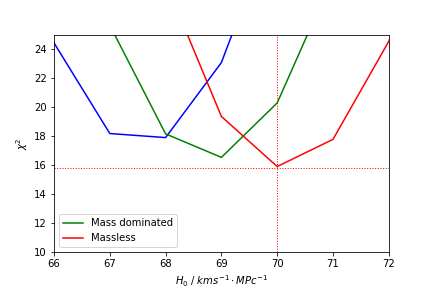 24
22
20
18
16
14
12
10
χ²
Mass dominated
Massless
66 67 68 69 70 71 72
H₀ / kms⁻¹ · MPc⁻¹